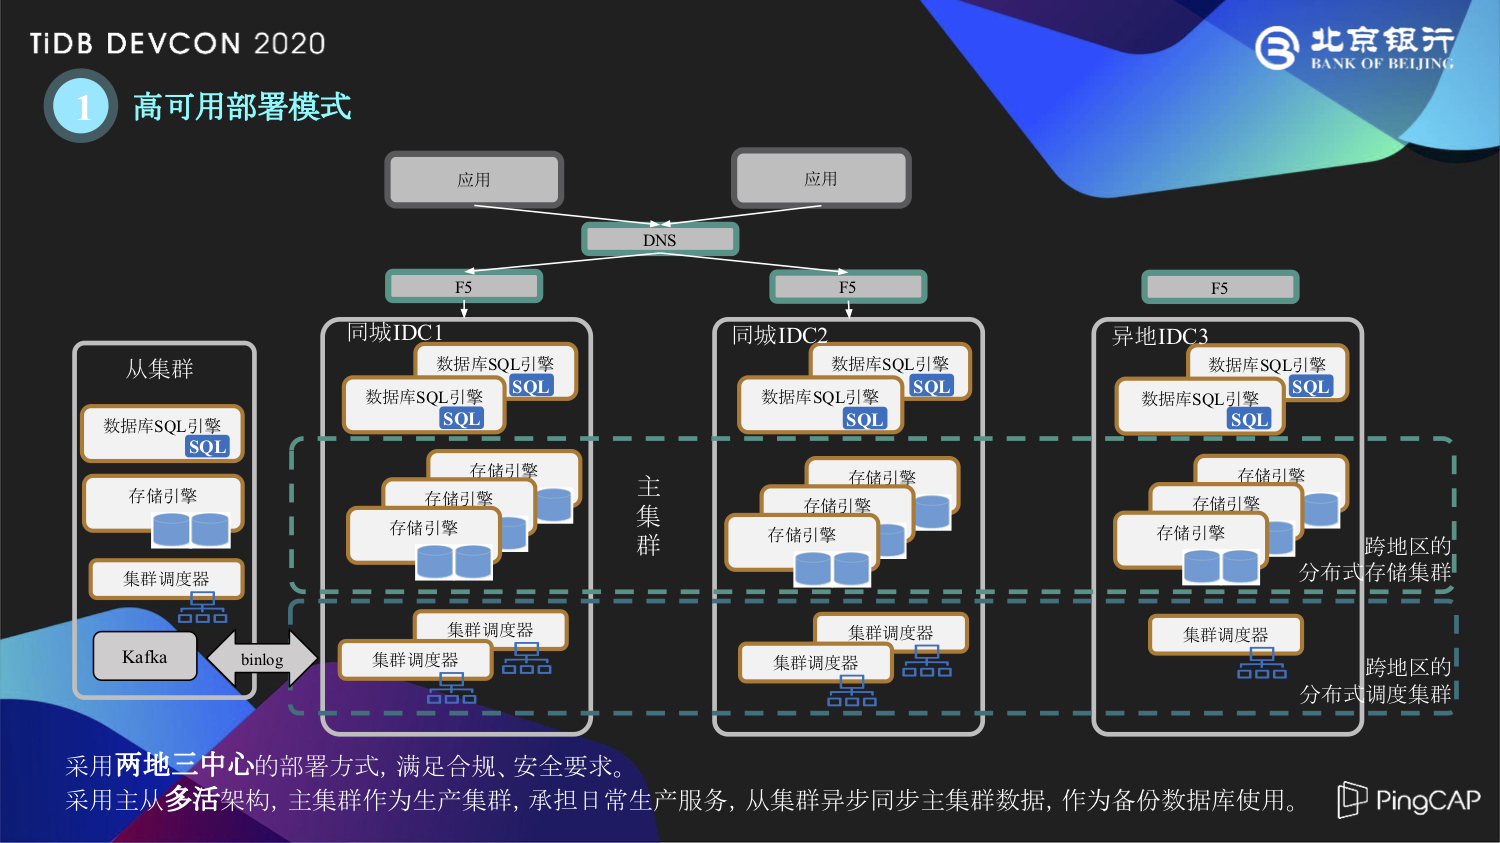 TiDB DEVCON 2020
北京银行
BANK OF BEIJING
1 高可用部署模式
应用
应用
DNS
F5
F5
F5
从集群
数据库SQL引擎
SQL
存储引擎
集群调度器
Kafka
binlog
同城IDC1
数据库SQL引擎
SQL
数据库SQL引擎
SQL
存储引擎
存储引擎
存储引擎
集群调度器
集群调度器
主集群
同城IDC2
数据库SQL引擎
SQL
数据库SQL引擎
SQL
存储引擎
存储引擎
存储引擎
集群调度器
集群调度器
异地IDC3
数据库SQL引擎
SQL
数据库SQL引擎
SQL
存储引擎
存储引擎
存储引擎
跨地区的
分布式存储集群
集群调度器
跨地区的
分布式调度集群
采用两地三中心的部署方式, 满足合规、安全要求。
采用主从多活架构, 主集群作为生产集群, 承担日常生产服务, 从集群异步同步主集群数据, 作为备份数据库使用。
PingCAP